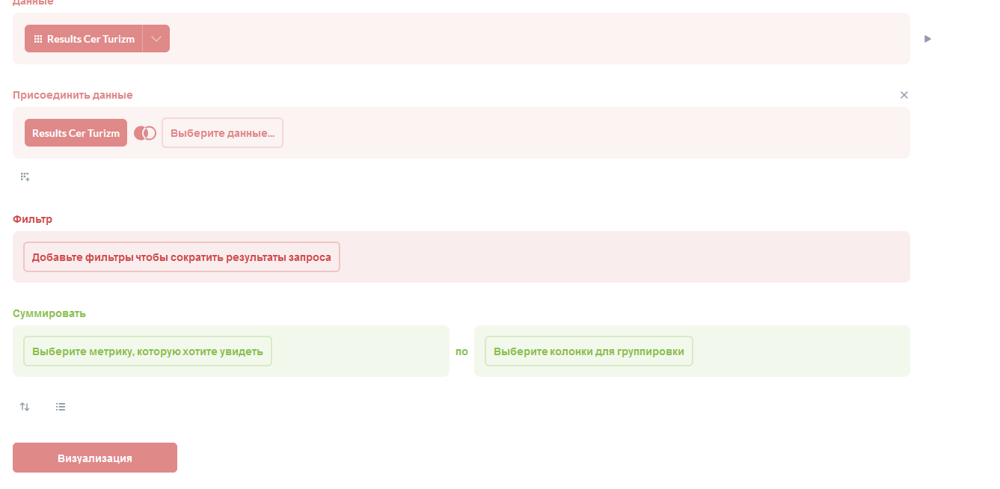 Данные
Results Cer Turizm
Присоединить данные
Results Cer Turizm
Выберите данные...
Фильтр
Добавьте фильтры чтобы сократить результаты запроса
Суммировать
Выберите метрику, которую хотите увидеть
по
Выберите колонки для группировки
Визуализация